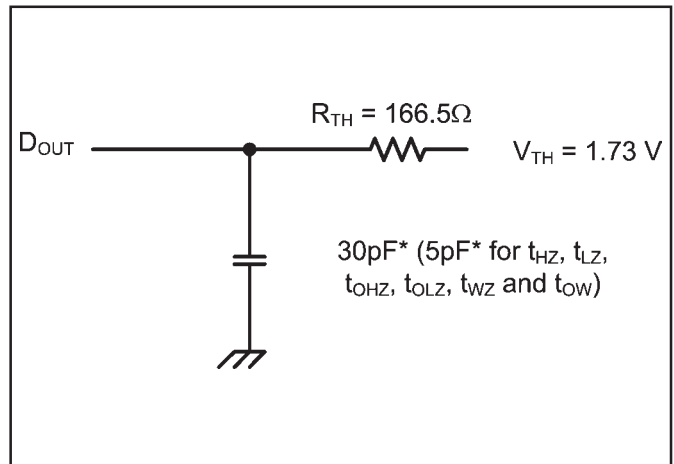 R_TH = 166.5Ω
D_OUT
V_TH = 1.73 V
30pF* (5pF* for t_HZ, t_LZ,
t_OHZ, t_OLZ, t_WZ and t_OW)